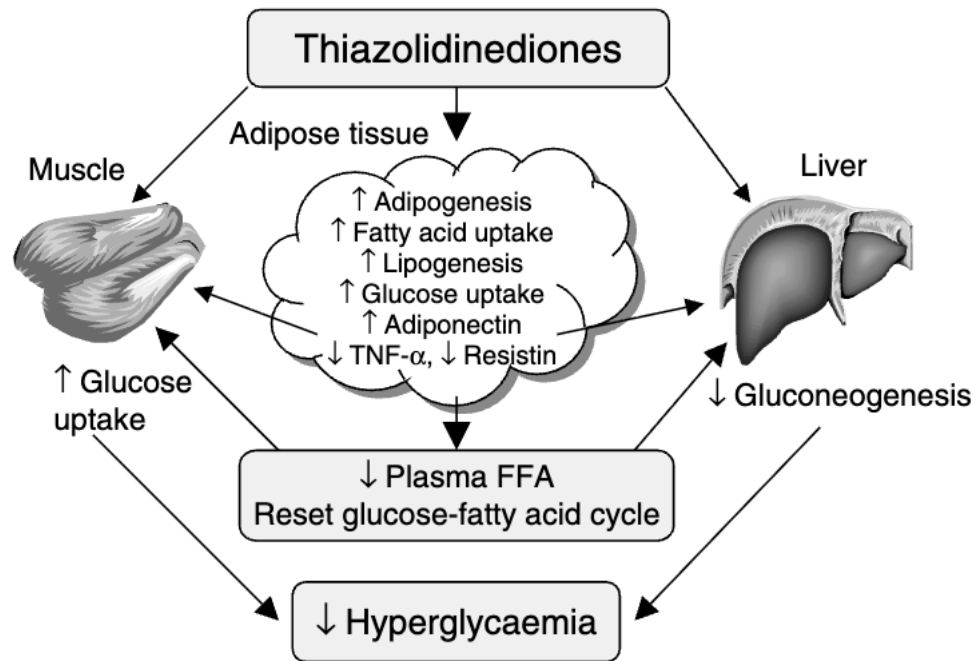 Thiazolidinediones
Adipose tissue
Muscle
Liver
↑ Adipogenesis
↑ Fatty acid uptake
↑ Lipogenesis
↑ Glucose uptake
↑ Adiponectin
↓ TNF-α, ↓ Resistin
↑ Glucose
uptake
↓ Gluconeogenesis
↓ Plasma FFA
Reset glucose-fatty acid cycle
↓ Hyperglycaemia